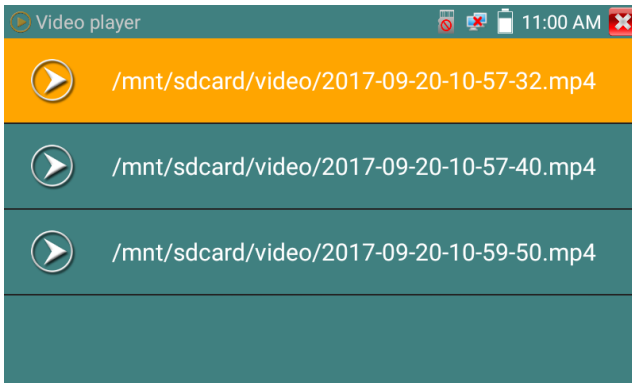 Video player
11:00 AM
/mnt/sdcard/video/2017-09-20-10-57-32.mp4
/mnt/sdcard/video/2017-09-20-10-57-40.mp4
/mnt/sdcard/video/2017-09-20-10-59-50.mp4